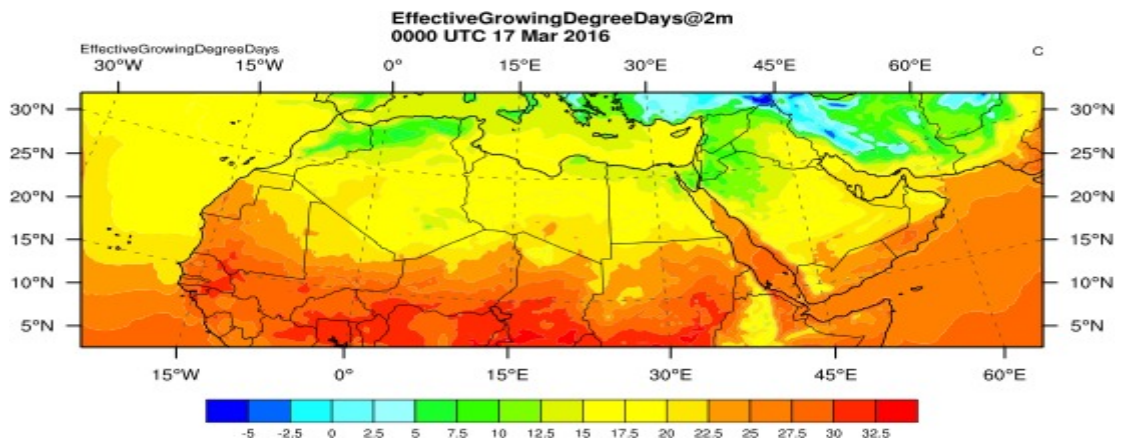 EffectiveGrowingDegreeDays@2m
0000 UTC 17 Mar 2016
EffectiveGrowingDegreeDays C
30°W 15°W 0° 15°E 30°E 45°E 60°E
30°N 30°N
25°N 25°N
20°N 20°N
15°N 15°N
10°N 10°N
5°N 5°N
15°W 0° 15°E 30°E 45°E 60°E
-5 -2.5 0 2.5 5 7.5 10 12.5 15 17.5 20 22.5 25 27.5 30 32.5